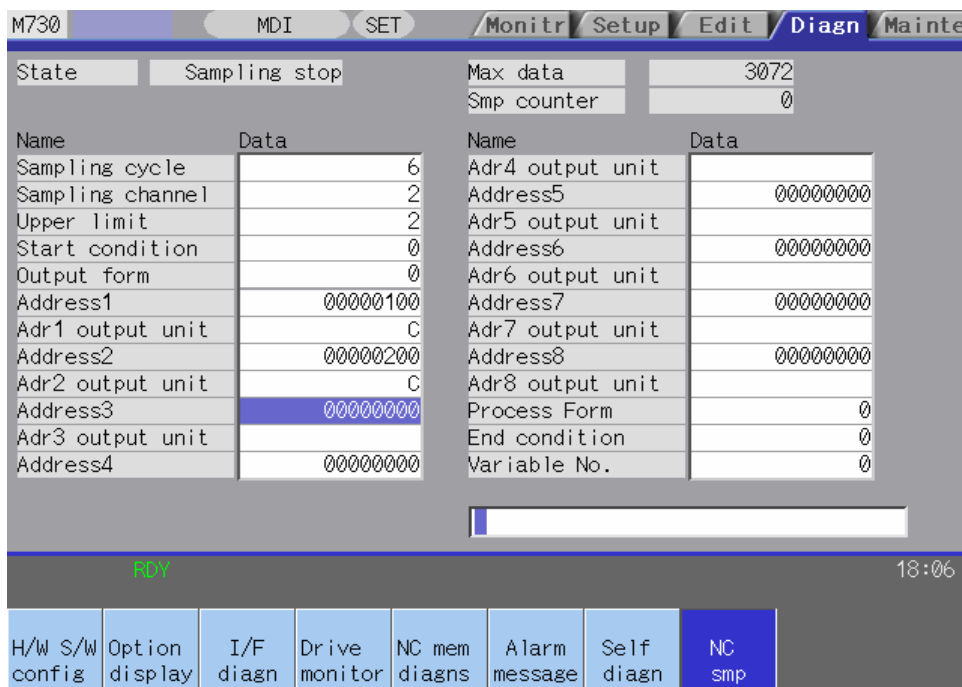 M730 MDI SET Monitr Setup Edit Diagn Mainte
State Sampling stop Max data 3072
Smp counter 0
Name Data Name Data
Sampling cycle 6 Adr4 output unit
Sampling channel 2 Address5 00000000
Upper limit 2 Adr5 output unit
Start condition 0 Address6 00000000
Output form 0 Adr6 output unit
Address1 00000100 Address7 00000000
Adr1 output unit C Adr7 output unit
Address2 00000200 Address8 00000000
Adr2 output unit C Adr8 output unit
Address3 00000000 Process Form 0
Adr3 output unit End condition 0
Address4 00000000 Variable No. 0
RDY 18:06
H/W S/W Option I/F Drive NC mem Alarm Self NC
config display diagn monitor diagns message diagn smp